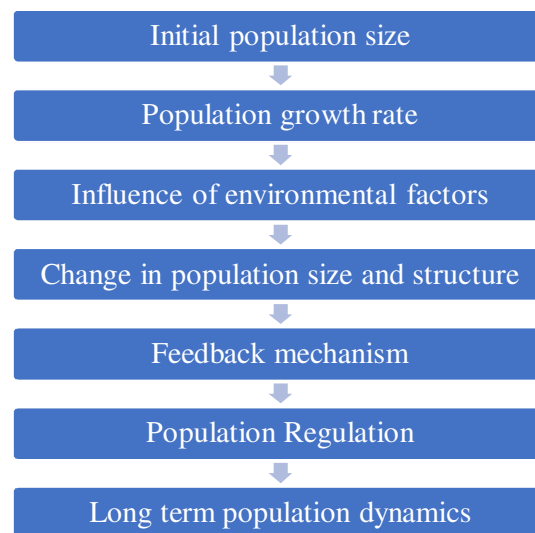 Initial population size
Population growth rate
Influence of environmental factors
Change in population size and structure
Feedback mechanism
Population Regulation
Long term population dynamics